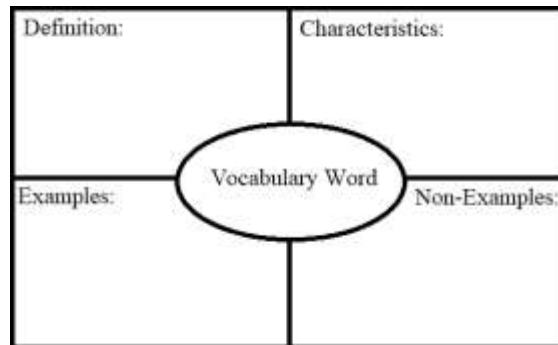 Definition:
Characteristics:
Vocabulary Word
Examples:
Non-Examples: